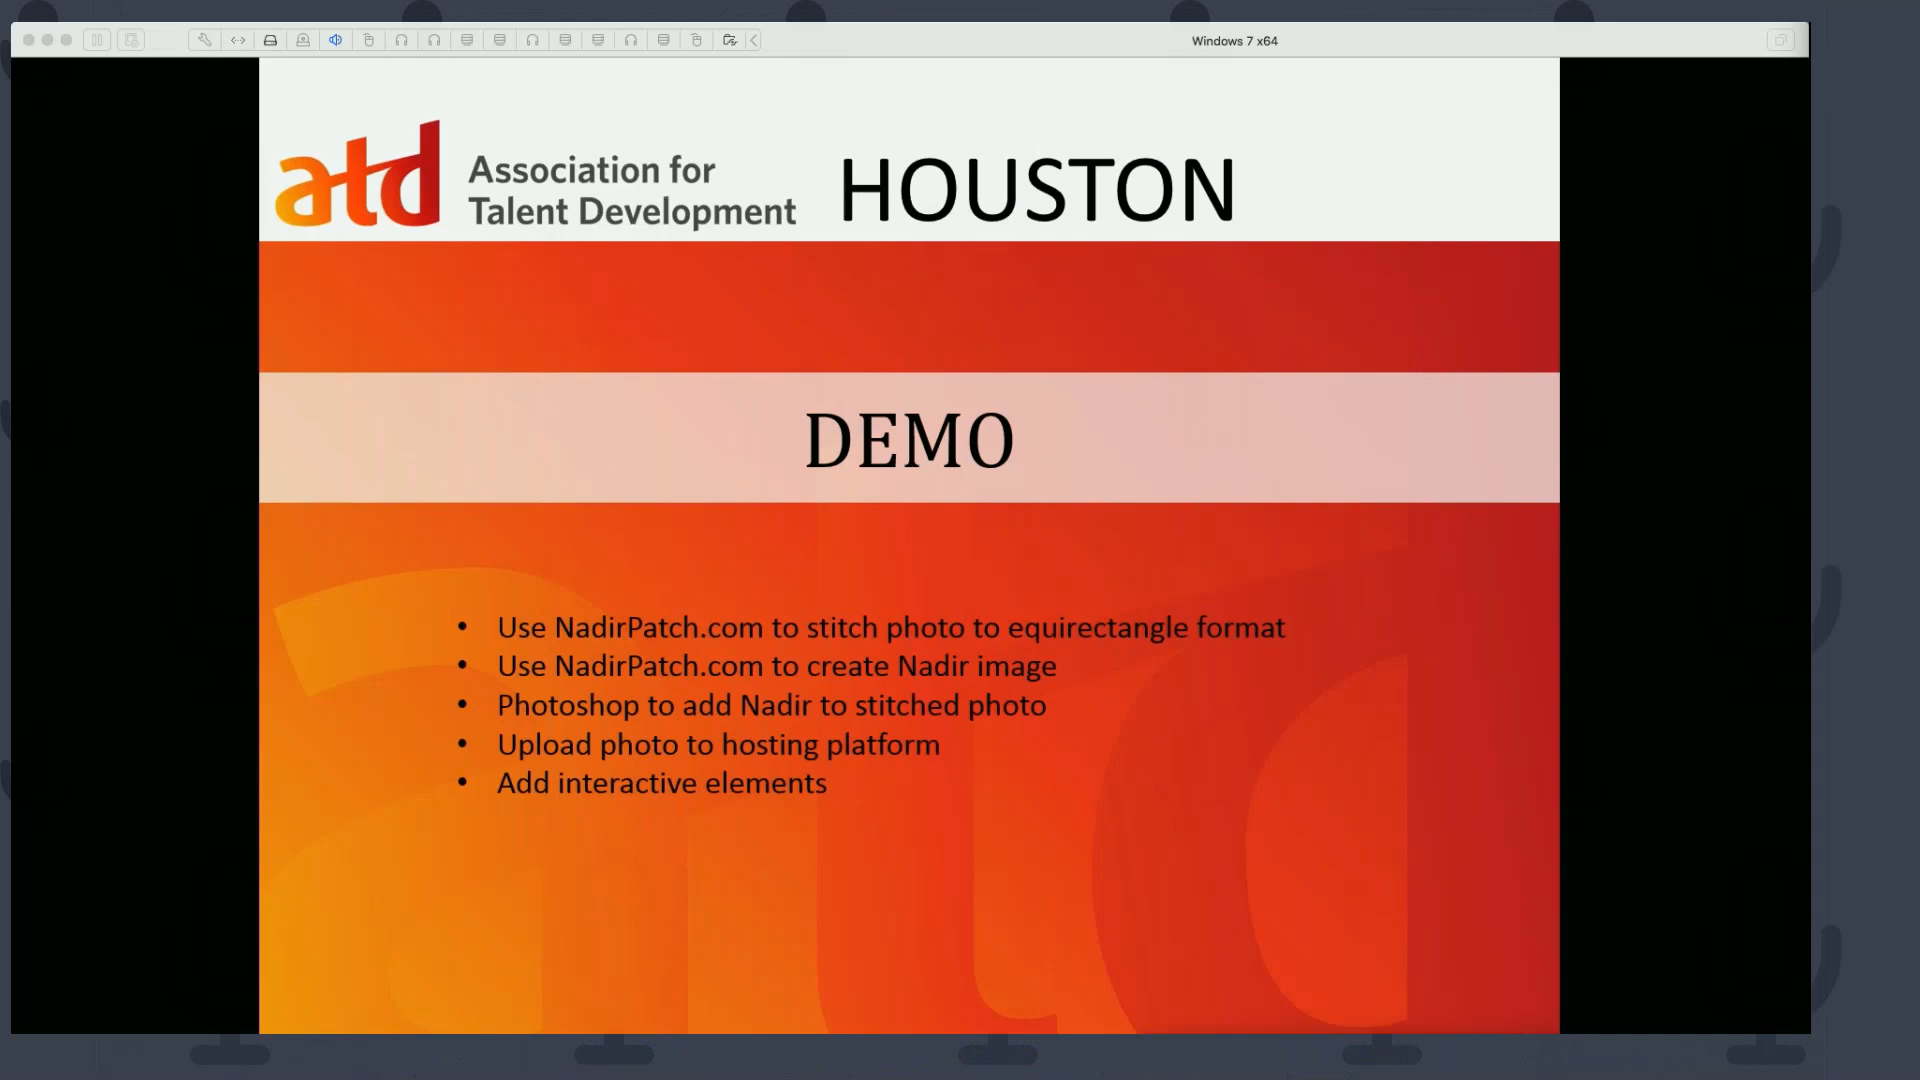 Windows 7 x64
atd Association for
Talent Development
HOUSTON
DEMO
• Use NadirPatch.com to stitch photo to equirectangle format
• Use NadirPatch.com to create Nadir image
• Photoshop to add Nadir to stitched photo
• Upload photo to hosting platform
• Add interactive elements